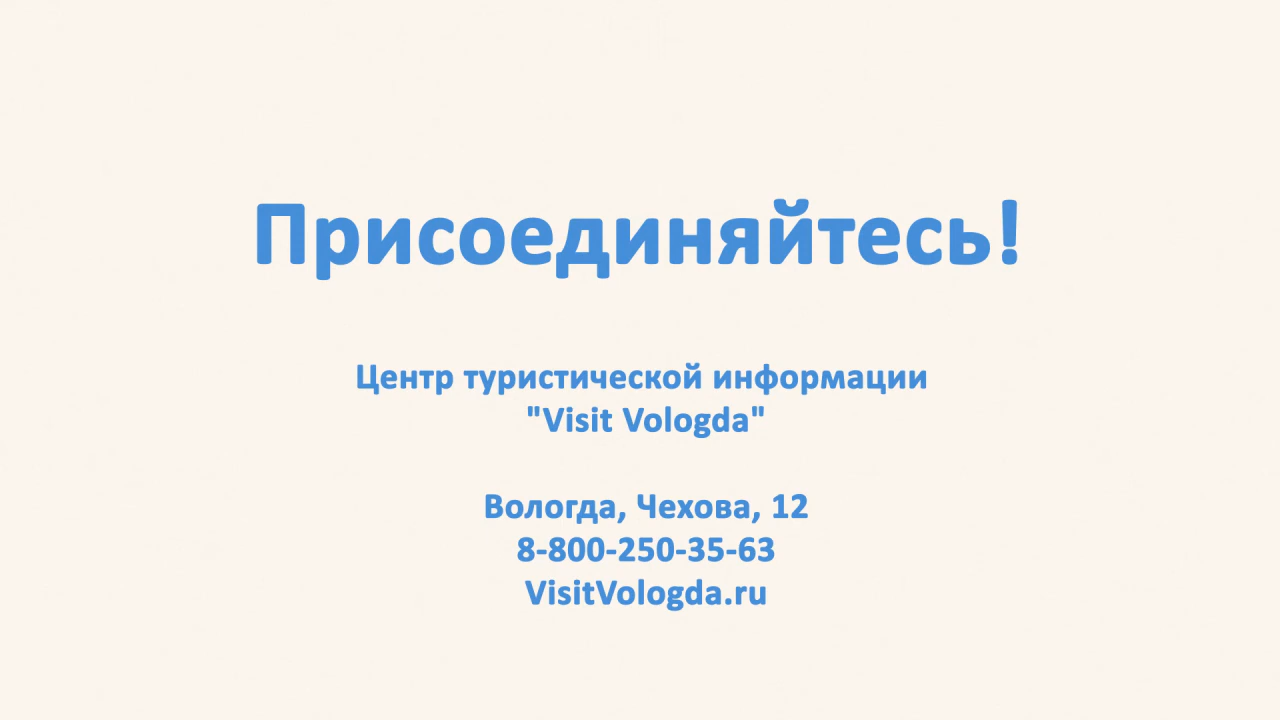 Присоединяйтесь!
Центр туристической информации
"Visit Vologda"
Вологда, Чехова, 12
8-800-250-35-63
VisitVologda.ru